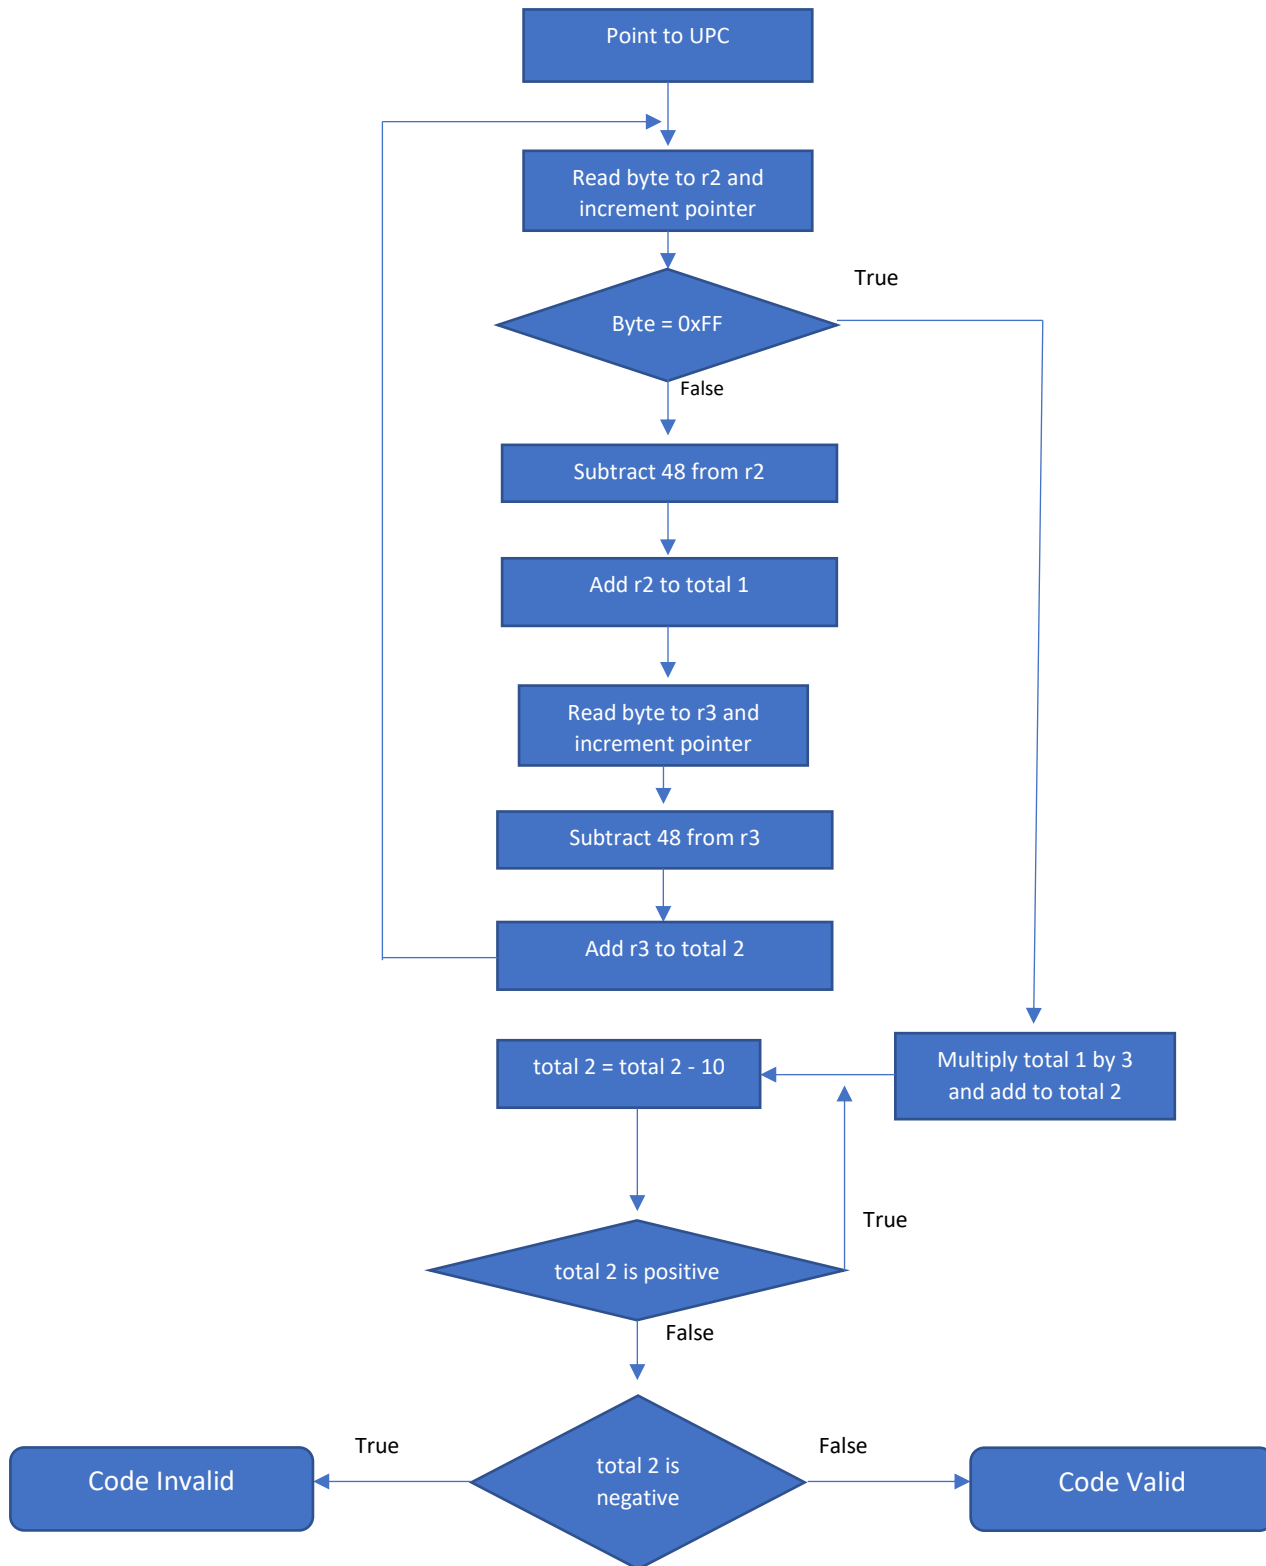 Point to UPC
Read byte to r2 and
increment pointer
True
Byte = 0xFF
False
Subtract 48 from r2
Add r2 to total 1
Read byte to r3 and
increment pointer
Subtract 48 from r3
Add r3 to total 2
total 2 = total 2 - 10
Multiply total 1 by 3
and add to total 2
True
total 2 is positive
False
True
False
Code Invalid
total 2 is
negative
Code Valid